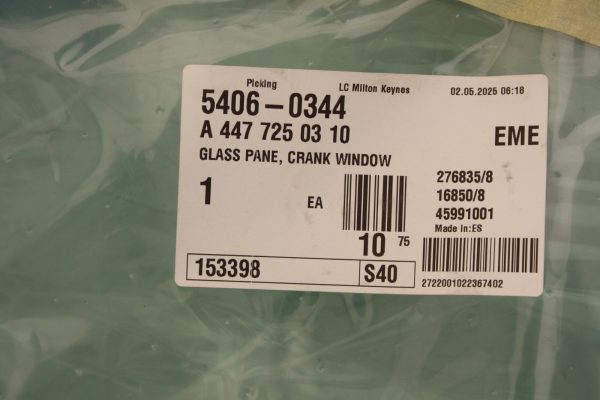 Picking LC Milton Keynes 02.05.2025 06:18
5406-0344
A 447 725 03 10 EME
GLASS PANE, CRANK WINDOW
276835/8
1 EA 16850/8
45991001
Made In:ES
10 75
153398 S40
2722001022367402